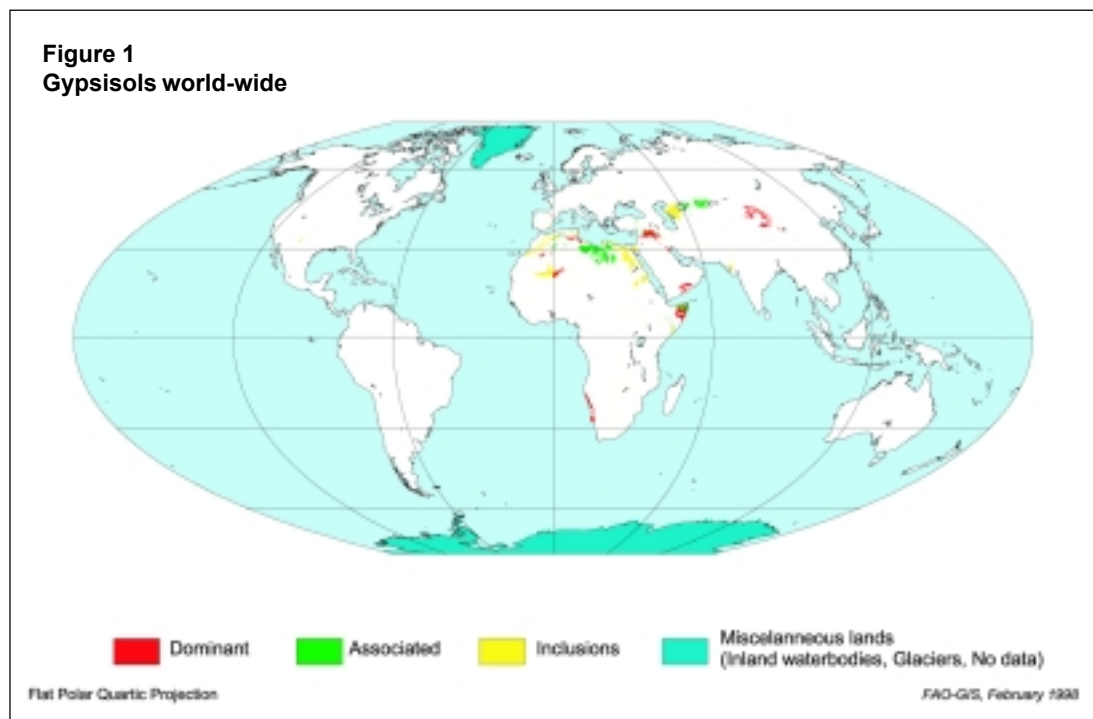 Figure 1
Gypsisols world-wide
Dominant
Associated
Inclusions
Miscelanneous lands
(Inland waterbodies, Glaciers, No data)
Flat Polar Quartic Projection
FAO-GIS, February 1998